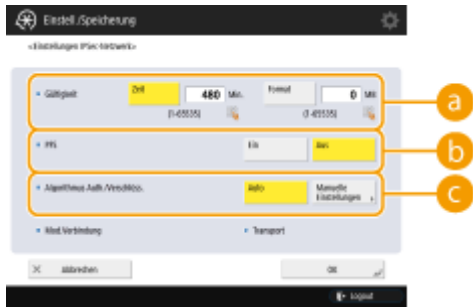 Einstell./Speicherung
<Einstellungen IPSec-Netzwerk>
Gültigkeit Zeit 480 Min. Format 0 MB
(1-65535) (1-65535)
a
PFS Ein Aus
b
Algorithmus Auth./Verschlüss. Auto Manuelle
Einstellungen
c
Mod.Verbindung Transport
Abbrechen OK
Logout